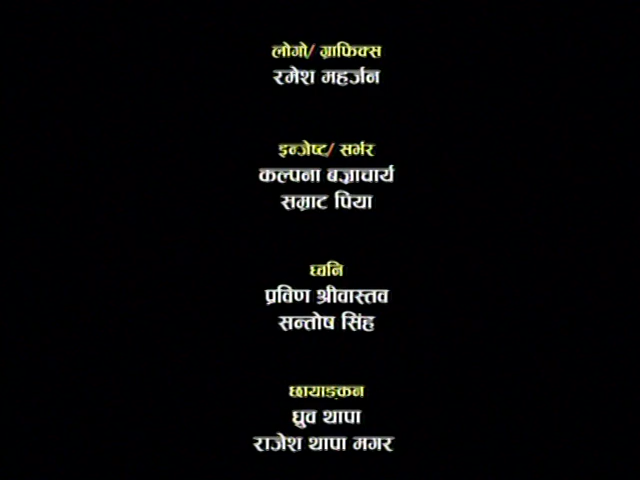 लोगो/ ग्राफिक्स
रमेश महर्जन
इन्जेष्ट/ सर्भर
कल्पना बज्राचार्य
सम्राट पिया
ध्वनि
प्रविण श्रीवास्तव
सन्तोष सिंह
छायाङ्कन
ध्रुव थापा
राजेश थापा मगर